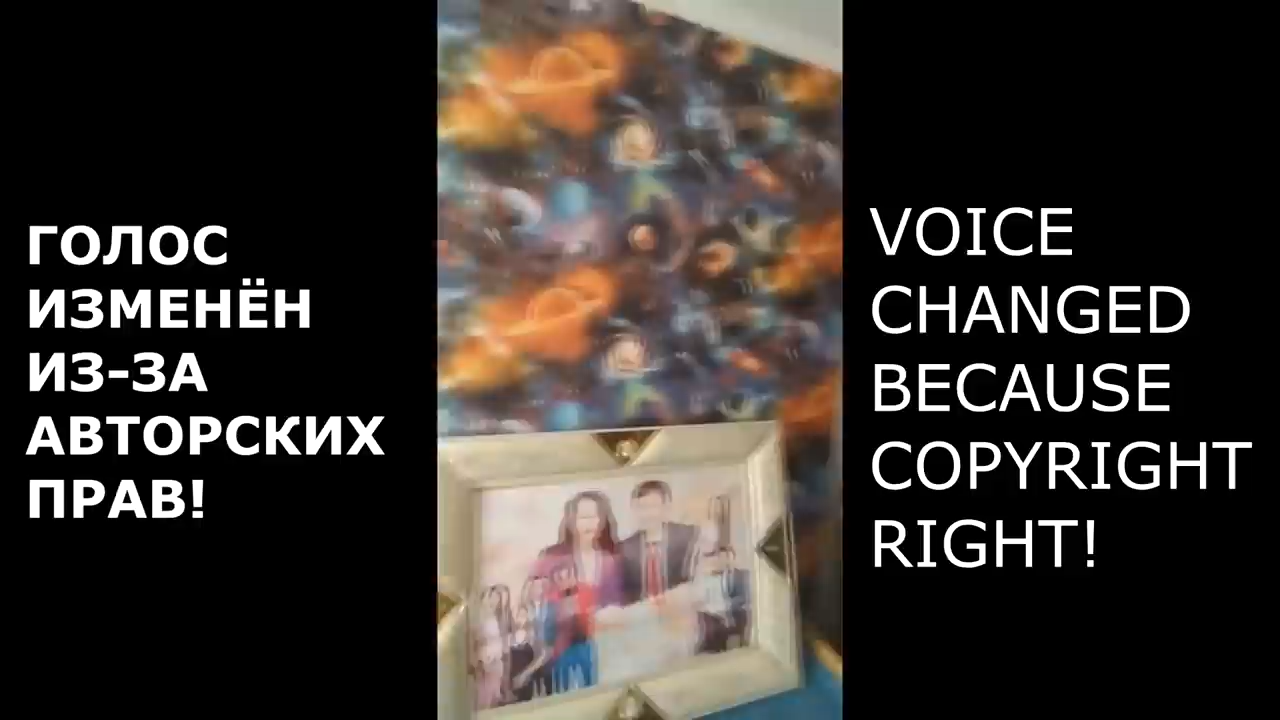 ГОЛОС
ИЗМЕНЁН
ИЗ-ЗА
АВТОРСКИХ
ПРАВ!
VOICE
CHANGED
BECAUSE
COPYRIGHT
RIGHT!